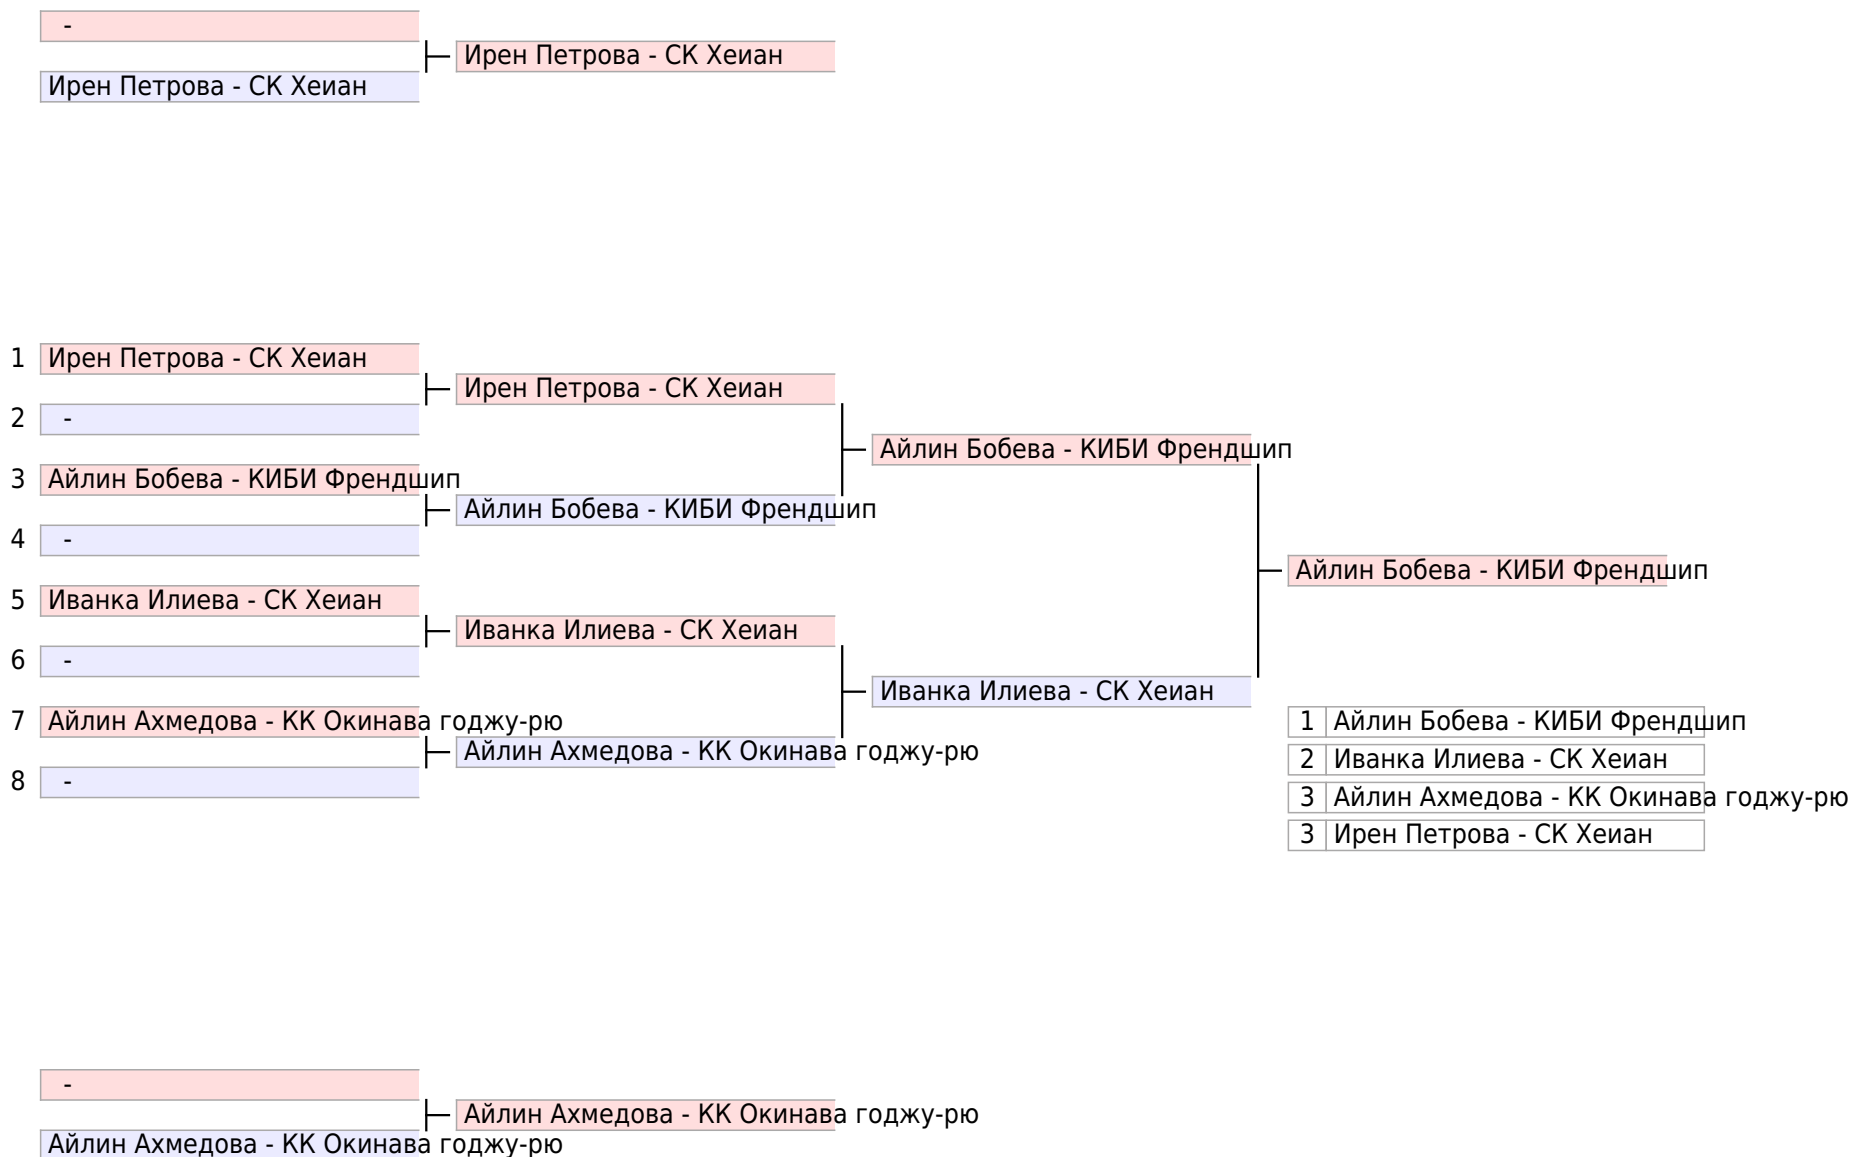 -
Ирен Петрова - СК Хеиан
Ирен Петрова - СК Хеиан
1 Ирен Петрова - СК Хеиан
Ирен Петрова - СК Хеиан
2 -
Айлин Бобева - КИБИ Френдшип
3 Айлин Бобева - КИБИ Френдшип
Айлин Бобева - КИБИ Френдшип
4 -
Айлин Бобева - КИБИ Френдшип
5 Иванка Илиева - СК Хеиан
Иванка Илиева - СК Хеиан
6 -
Иванка Илиева - СК Хеиан
7 Айлин Ахмедова - КК Окинава годжу-рю
Айлин Ахмедова - КК Окинава годжу-рю
8 -
1 Айлин Бобева - КИБИ Френдшип
2 Иванка Илиева - СК Хеиан
3 Айлин Ахмедова - КК Окинава годжу-рю
3 Ирен Петрова - СК Хеиан
-
Айлин Ахмедова - КК Окинава годжу-рю
Айлин Ахмедова - КК Окинава годжу-рю